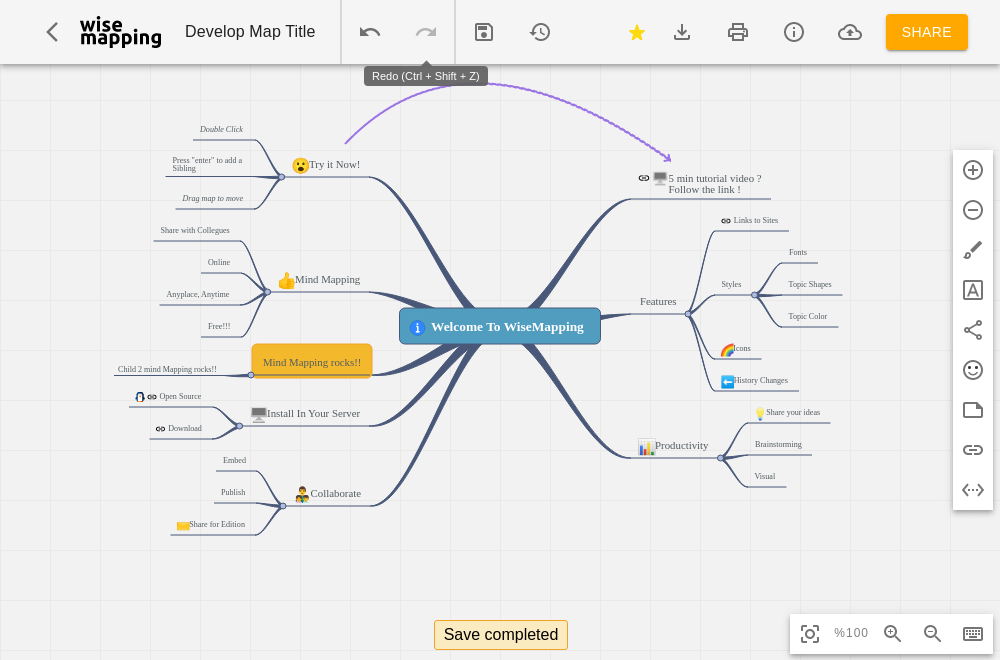 wise
mapping
Develop Map Title
SHARE
Redo (Ctrl + Shift + Z)
Double Click
Press "enter" to add a
Sibling
Drag map to move
Try it Now!
Share with Collegues
Online
Anyplace, Anytime
Free!!!
Mind Mapping
Child 2 mind Mapping rocks!!
Mind Mapping rocks!!
Open Source
Download
Install In Your Server
Embed
Publish
Share for Edition
Collaborate
Welcome To WiseMapping
5 min tutorial video ?
Follow the link !
Features
Links to Sites
Styles
Fonts
Topic Shapes
Topic Color
Icons
History Changes
Productivity
Share your ideas
Brainstorming
Visual
Save completed
%100